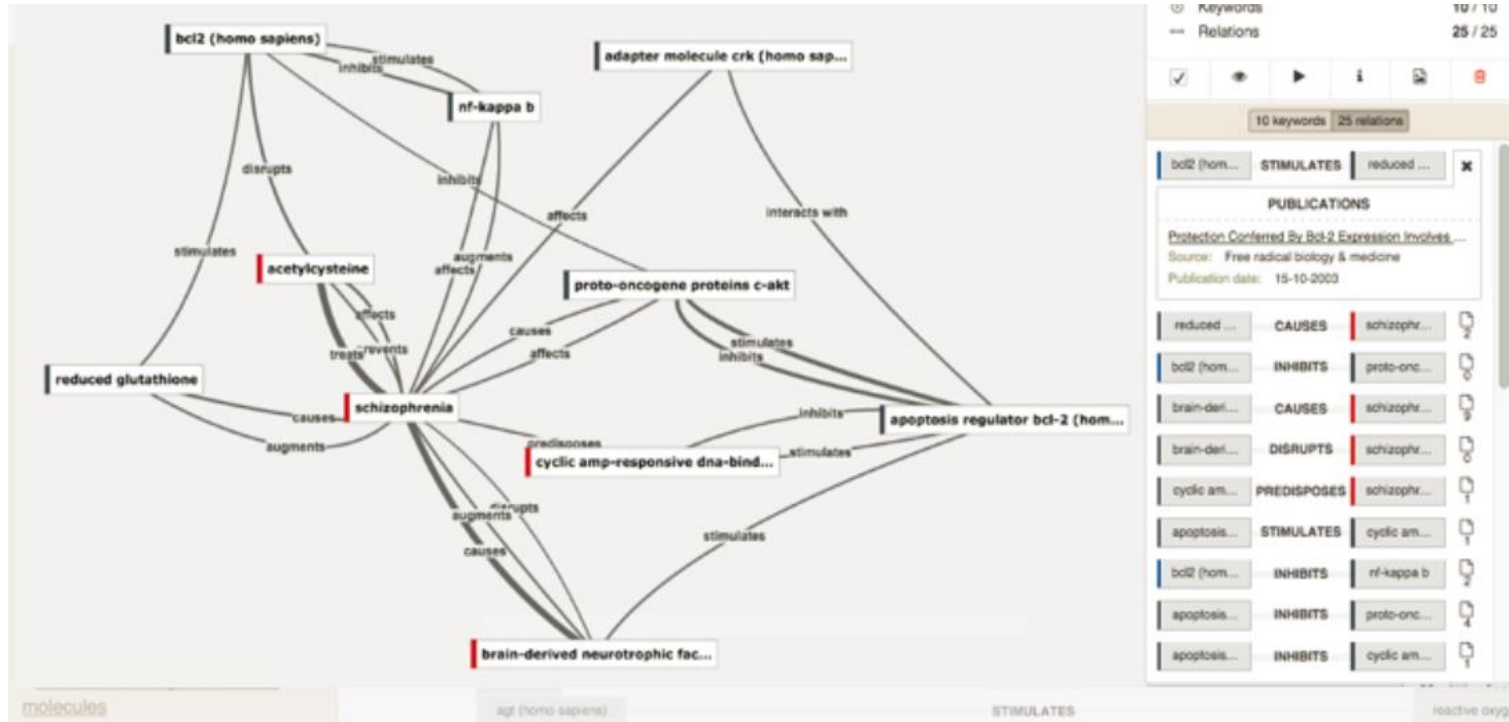 bcl2 (homo sapiens)
stimulates
inhibits
nf-kappa b
adapter molecule crk (homo sap...
disrupts
inhibits
affects
interacts with
stimulates
augments
affects
acetylcysteine
proto-oncogene proteins c-akt
affects
causes
stimulates
treats
affects
inhibits
reduced glutathione
schizophrenia
causes
augments
inhibits
apoptosis regulator bcl-2 (hom...
predisposes
cyclic amp-responsive dna-bind...
stimulates
disrupts
augments
causes
stimulates
brain-derived neurotrophic fac...
Keywords 10 / 10
Relations 25 / 25
10 keywords 25 relations
bcl2 (hom... STIMULATES reduced ...
PUBLICATIONS
Protection Conferred By Bcl-2 Expression Involves ...
Source: Free radical biology & medicine
Publication date: 15-10-2003
reduced ... CAUSES schizophr... 2
bcl2 (hom... INHIBITS proto-onc...
brain-deri... CAUSES schizophr...
brain-deri... DISRUPTS schizophr...
cyclic am... PREDISPOSES schizophr... 1
apoptosis... STIMULATES cyclic am... 1
bcl2 (hom... INHIBITS nf-kappa b 2
apoptosis... INHIBITS proto-onc... 4
apoptosis... INHIBITS cyclic am... 1
molecules
agt (homo sapiens) STIMULATES reactive oxyg